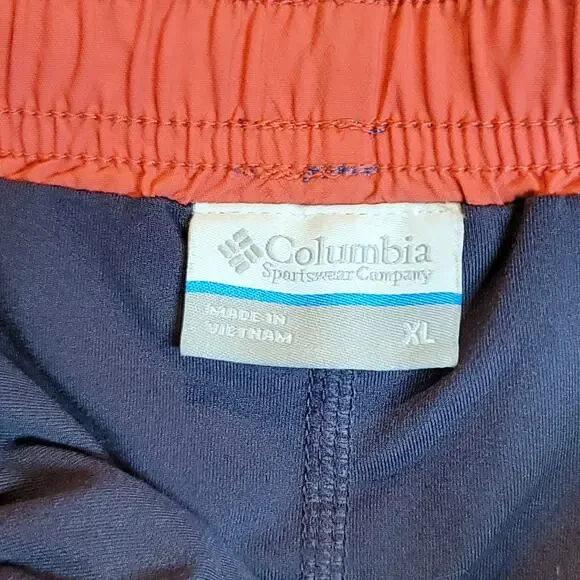 Columbia
Sportswear Company
MADE IN
VIETNAM
XL